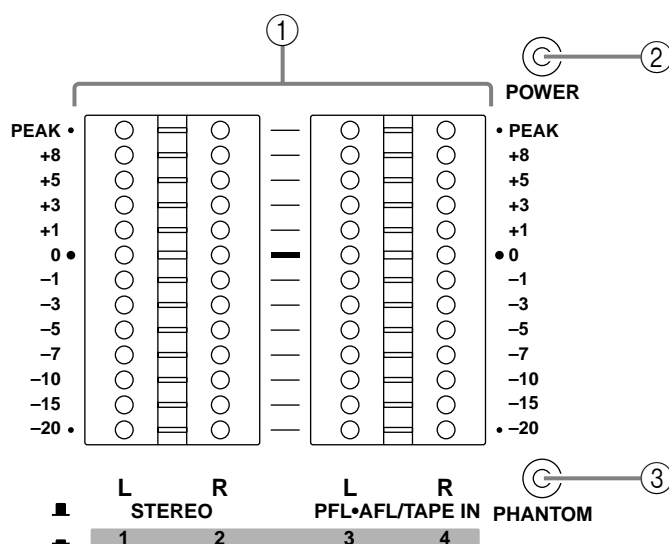 ① ②
POWER
PEAK • • PEAK
+8 +8
+5 +5
+3 +3
+1 +1
0 ● ● 0
–1 –1
–3 –3
–5 –5
–7 –7
–10 –10
–15 –15
–20 • • –20
③
L R L R
STEREO PFL•AFL/TAPE IN PHANTOM
1 2 3 4